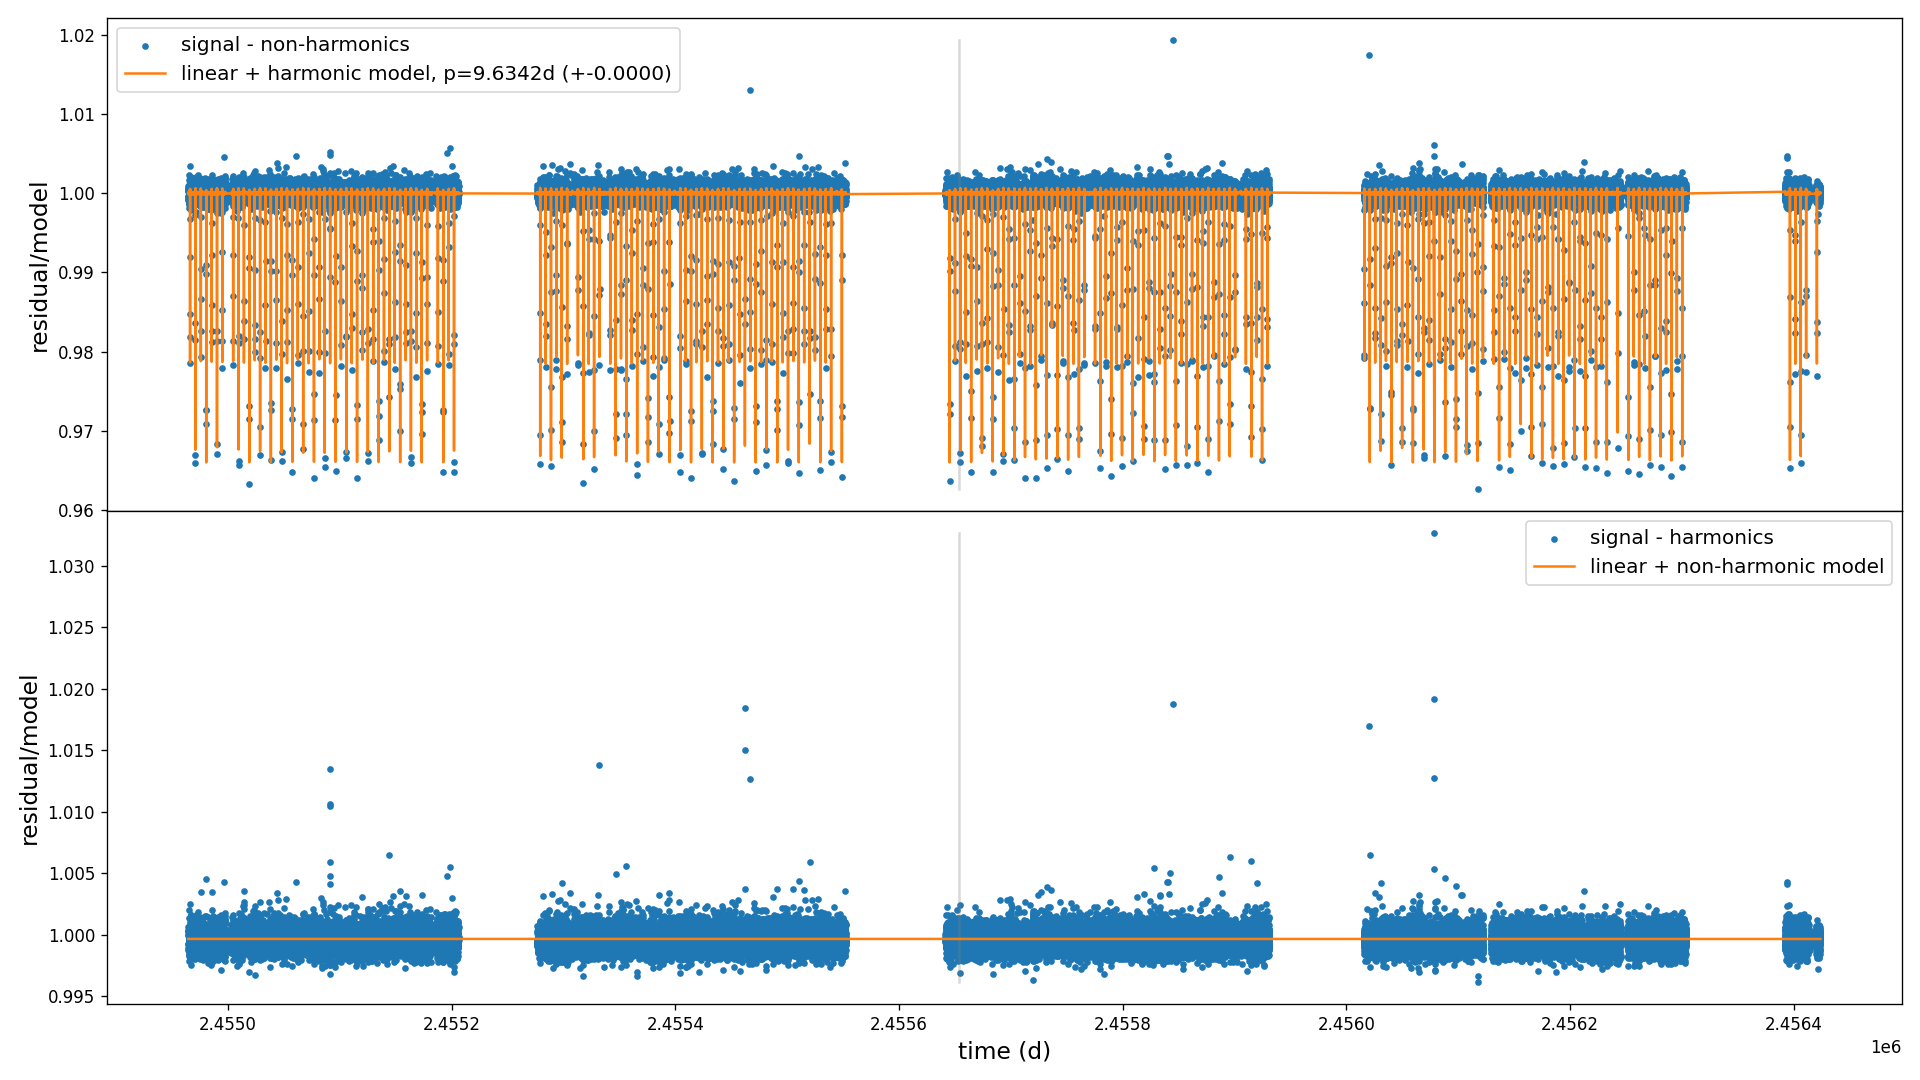 signal - non-harmonics
linear + harmonic model, p=9.6342d (+-0.0000)
1.02
1.01
1.00
0.99
0.98
0.97
0.96
residual/model
signal - harmonics
linear + non-harmonic model
1.030
1.025
1.020
1.015
1.010
1.005
1.000
0.995
residual/model
2.4550
2.4552
2.4554
2.4556
2.4558
2.4560
2.4562
2.4564
1e6
time (d)